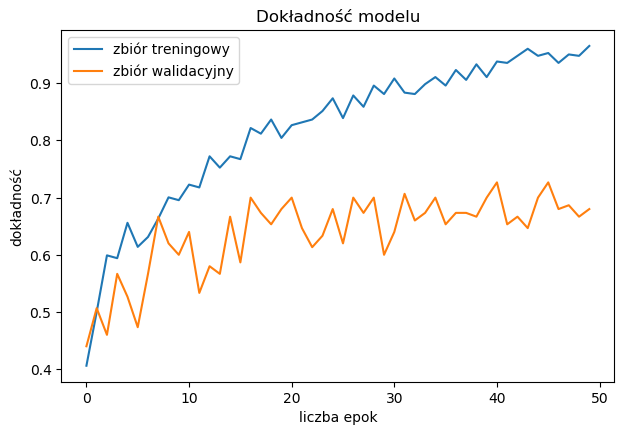 Dokładność modelu
zbiór treningowy
zbiór walidacyjny
dokładność
0.9
0.8
0.7
0.6
0.5
0.4
0 10 20 30 40 50
liczba epok